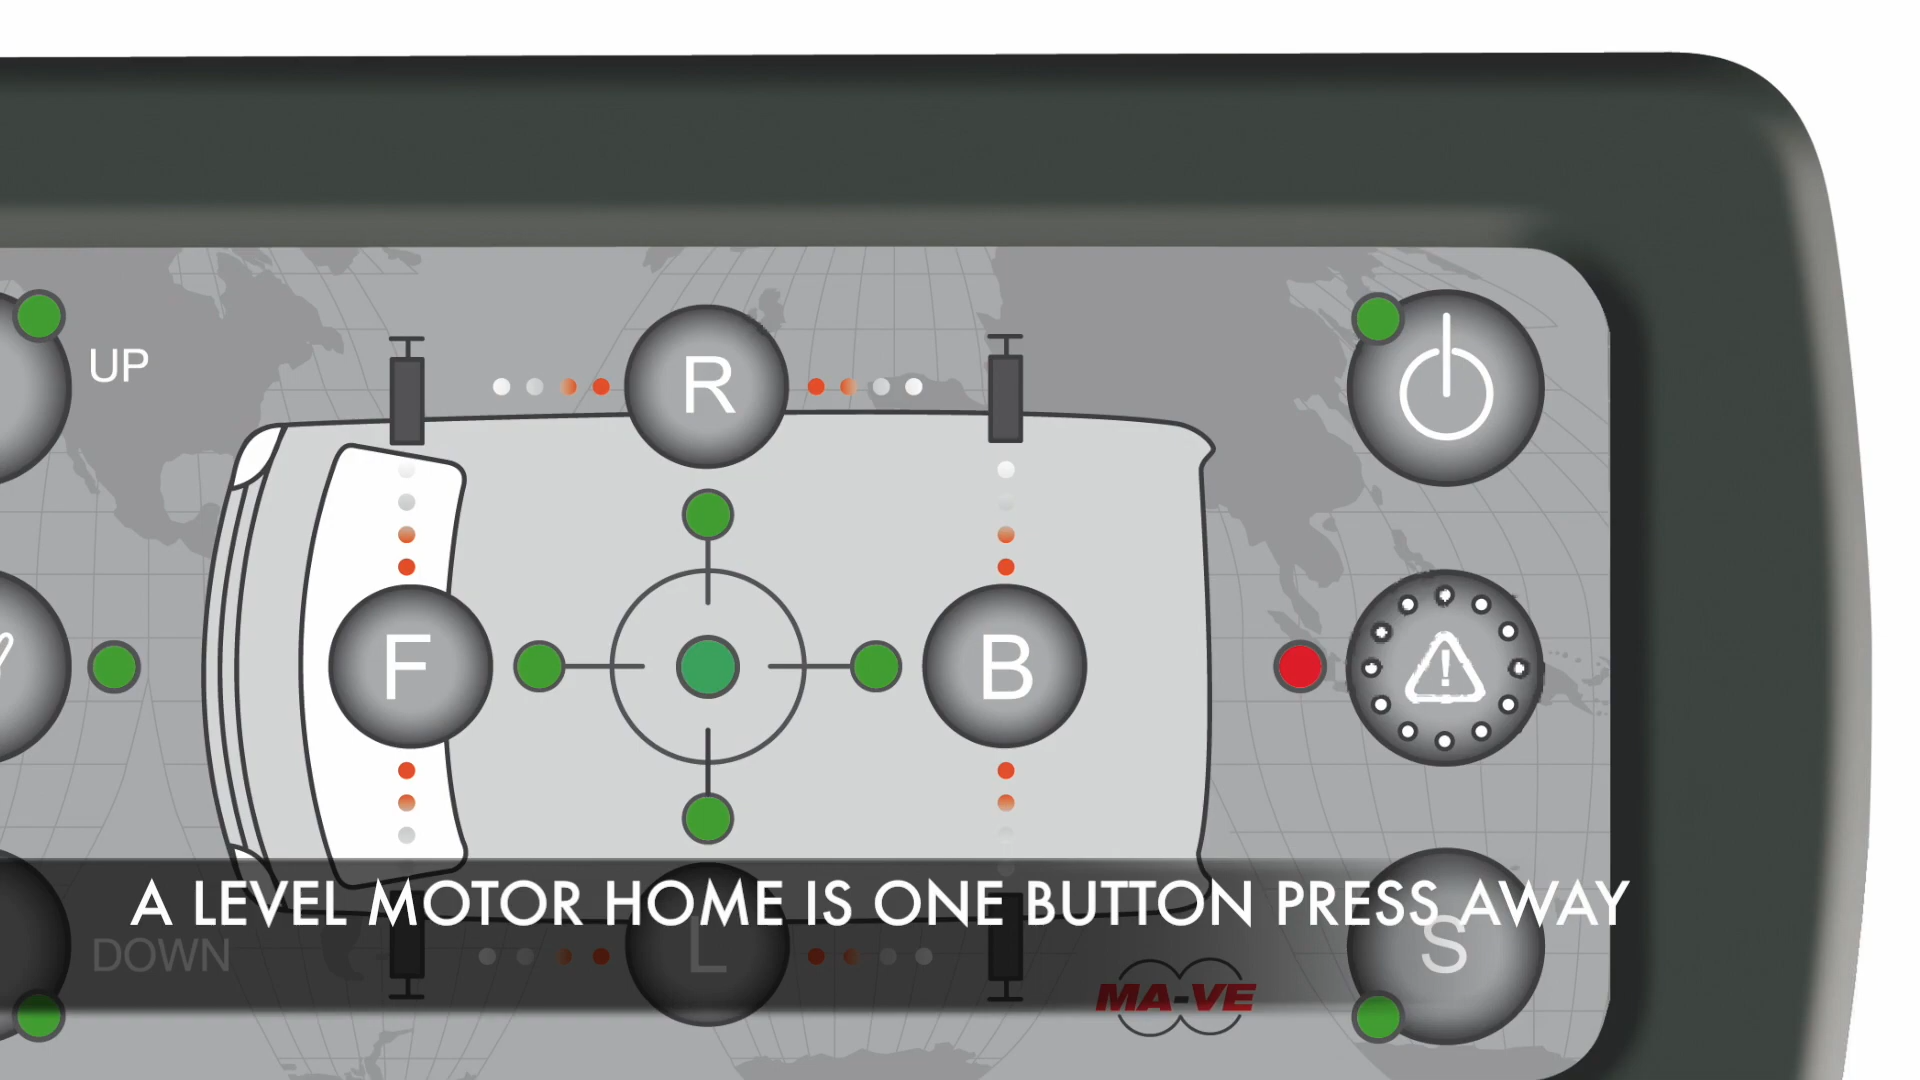 UP
R
F
B
!
A LEVEL MOTOR HOME IS ONE BUTTON PRESS AWAY
DOWN
L
S
MA-VE